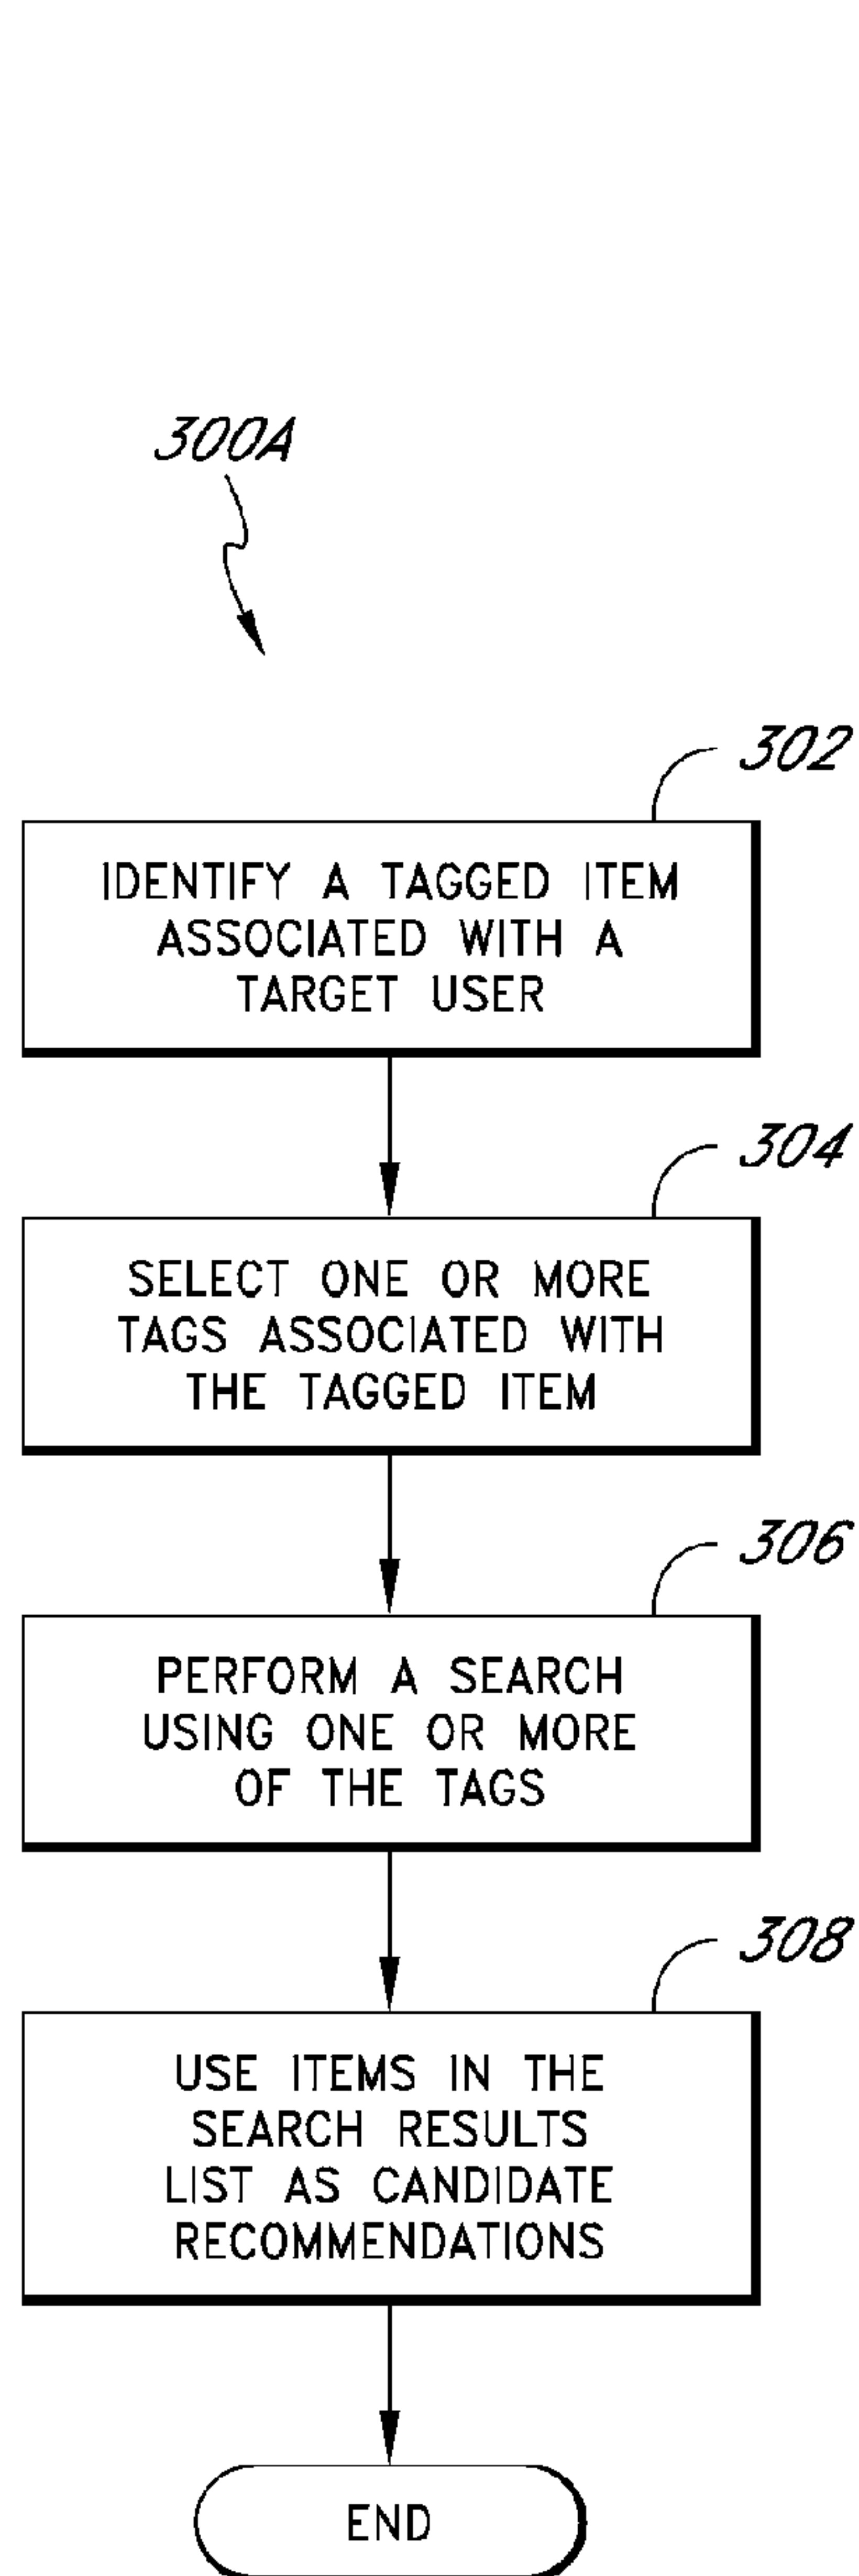 300A
302
IDENTIFY A TAGGED ITEM
ASSOCIATED WITH A
TARGET USER
304
SELECT ONE OR MORE
TAGS ASSOCIATED WITH
THE TAGGED ITEM
306
PERFORM A SEARCH
USING ONE OR MORE
OF THE TAGS
308
USE ITEMS IN THE
SEARCH RESULTS
LIST AS CANDIDATE
RECOMMENDATIONS
END